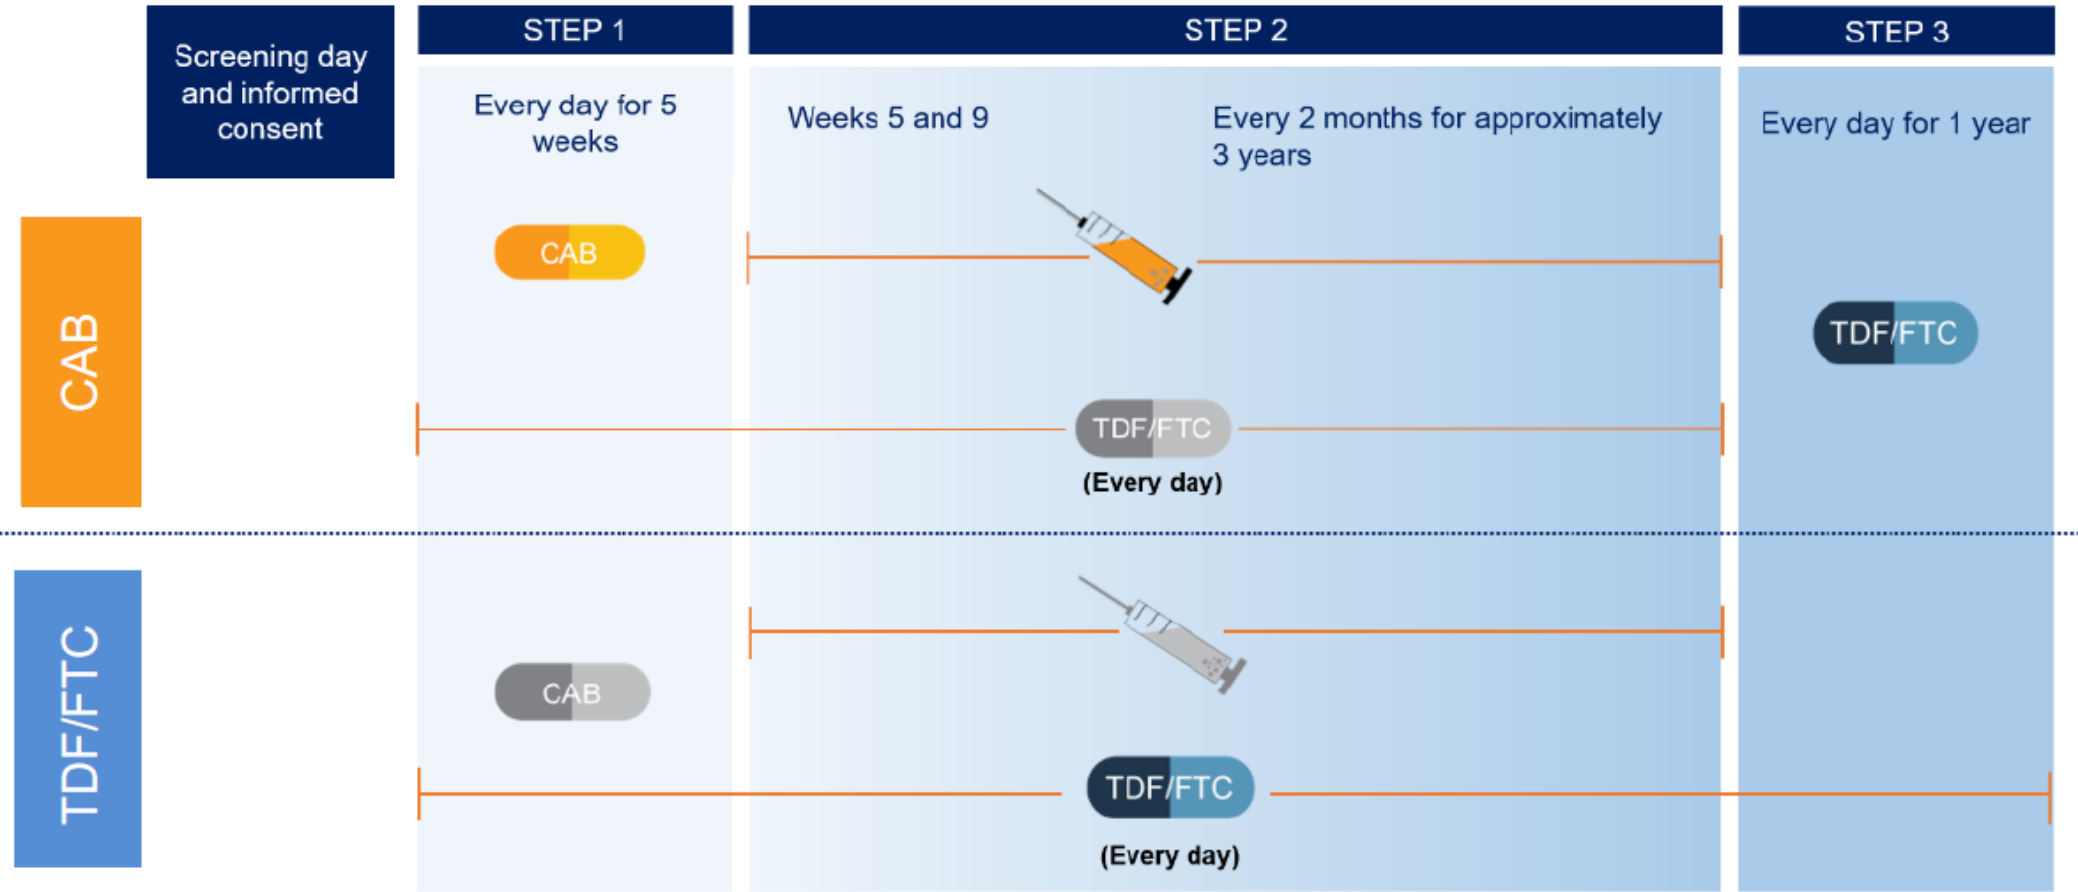 Screening day
and informed
consent
STEP 1
STEP 2
STEP 3
Every day for 5
weeks
Weeks 5 and 9
Every 2 months for approximately
3 years
Every day for 1 year
CAB
CAB
TDF/FTC
TDF/FTC
(Every day)
TDF/FTC
CAB
TDF/FTC
(Every day)